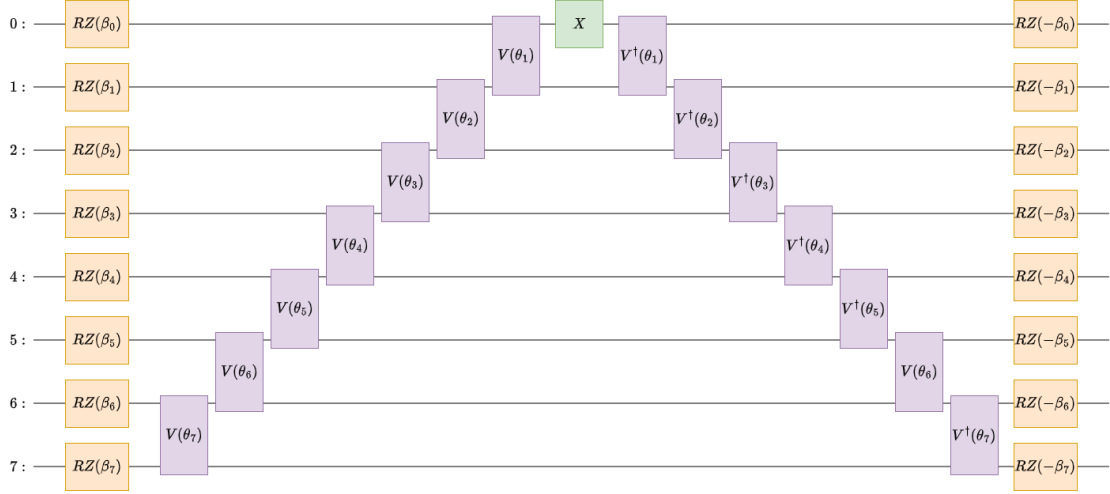 0 : RZ(β₀) V(θ₁) X V†(θ₁) RZ(−β₀)
1 : RZ(β₁) V(θ₂) V†(θ₂) RZ(−β₁)
2 : RZ(β₂) V(θ₃) V†(θ₃) RZ(−β₂)
3 : RZ(β₃) V(θ₄) V†(θ₄) RZ(−β₃)
4 : RZ(β₄) V(θ₅) V†(θ₅) RZ(−β₄)
5 : RZ(β₅) V(θ₆) V(θ₆) RZ(−β₅)
6 : RZ(β₆) V(θ₇) V†(θ₇) RZ(−β₆)
7 : RZ(β₇) RZ(−β₇)